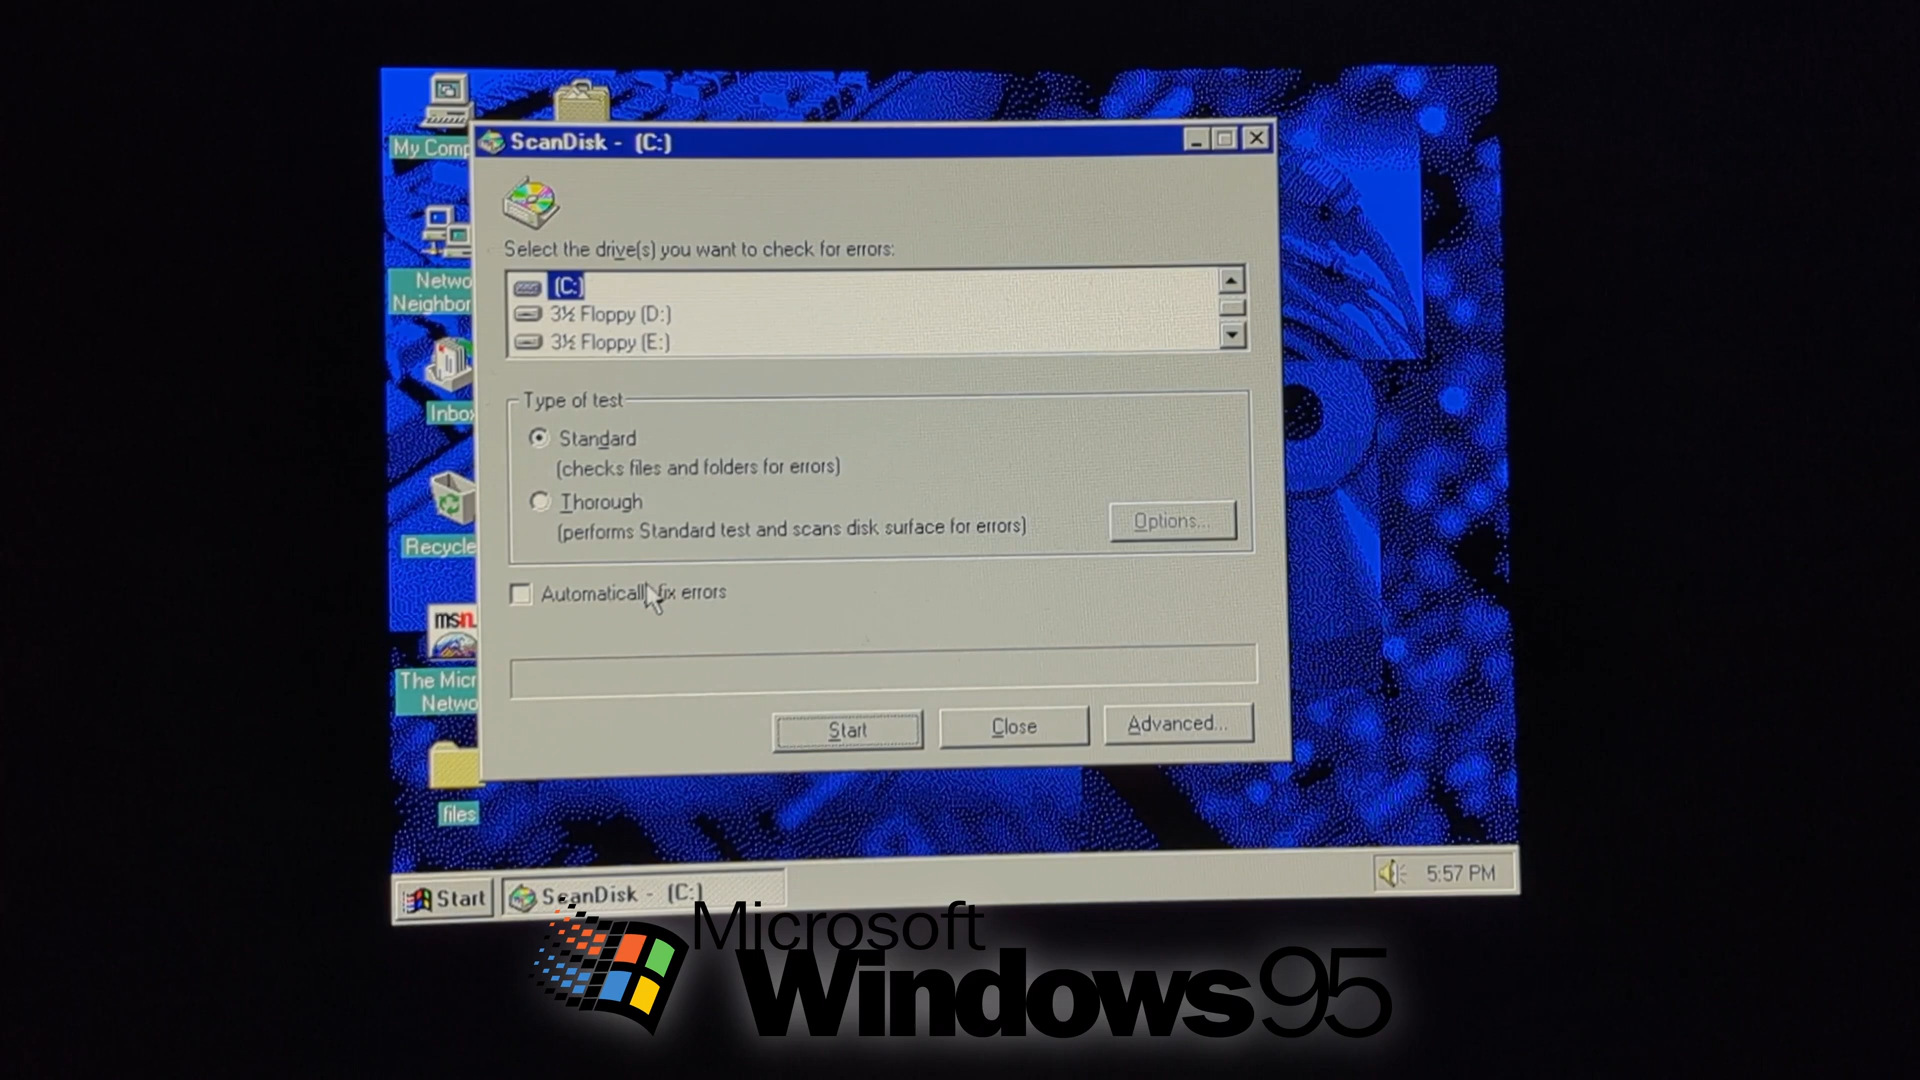 My Comp
ScanDisk - (C:)
Select the drive(s) you want to check for errors:
(C:)
3½ Floppy (D:)
3½ Floppy (E:)
Netwo
Neighbor
Inbox
Type of test
Standard
(checks files and folders for errors)
Thorough
(performs Standard test and scans disk surface for errors)
Options...
Recycle
Automatically fix errors
msn
The Micr
Netwo
Start
Close
Advanced...
files
Start
ScanDisk - (C:)
5:57 PM
Microsoft
Windows 95